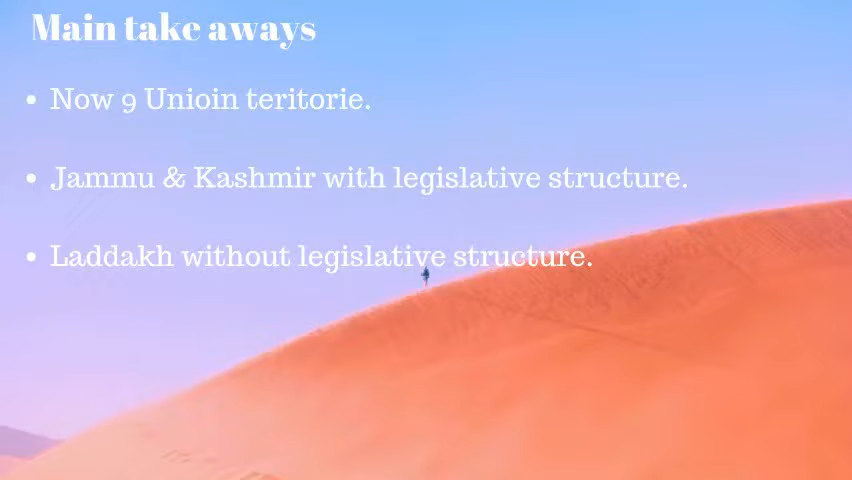 Main take aways
• Now 9 Unioin teritorie.
• Jammu & Kashmir with legislative structure.
• Laddakh without legislative structure.